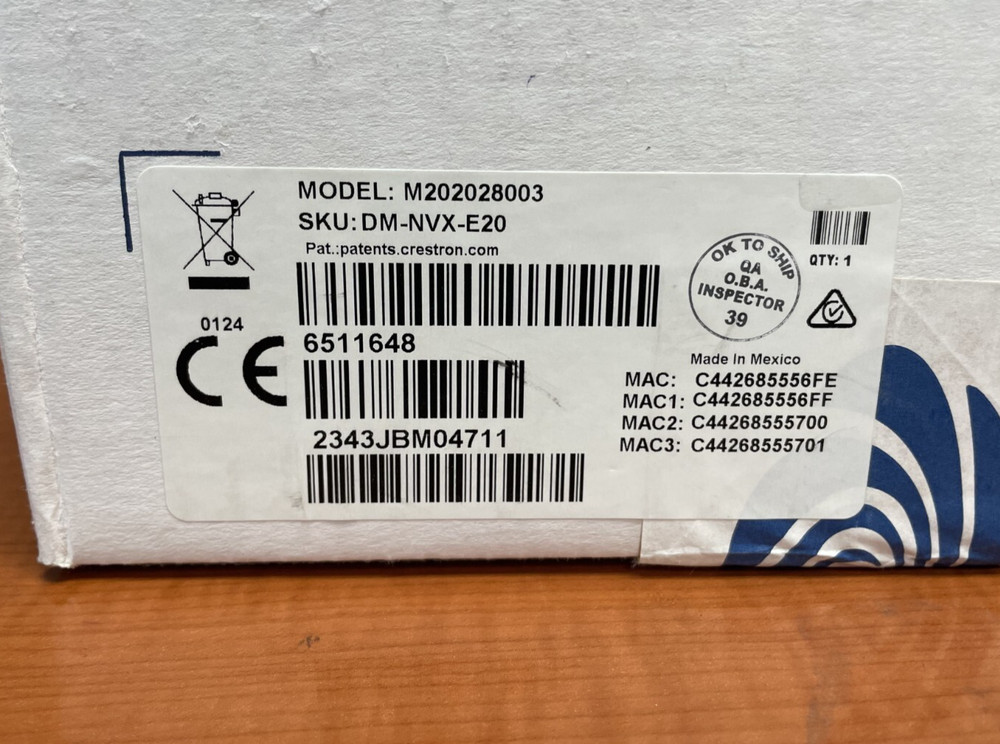 MODEL: M202028003
SKU: DM-NVX-E20
Pat.:patents.crestron.com
QTY: 1
OK TO SHIP
QA
O.B.A.
INSPECTOR
39
0124
CE
6511648
2343JBM04711
Made In Mexico
MAC: C442685556FE
MAC1: C442685556FF
MAC2: C44268555700
MAC3: C44268555701